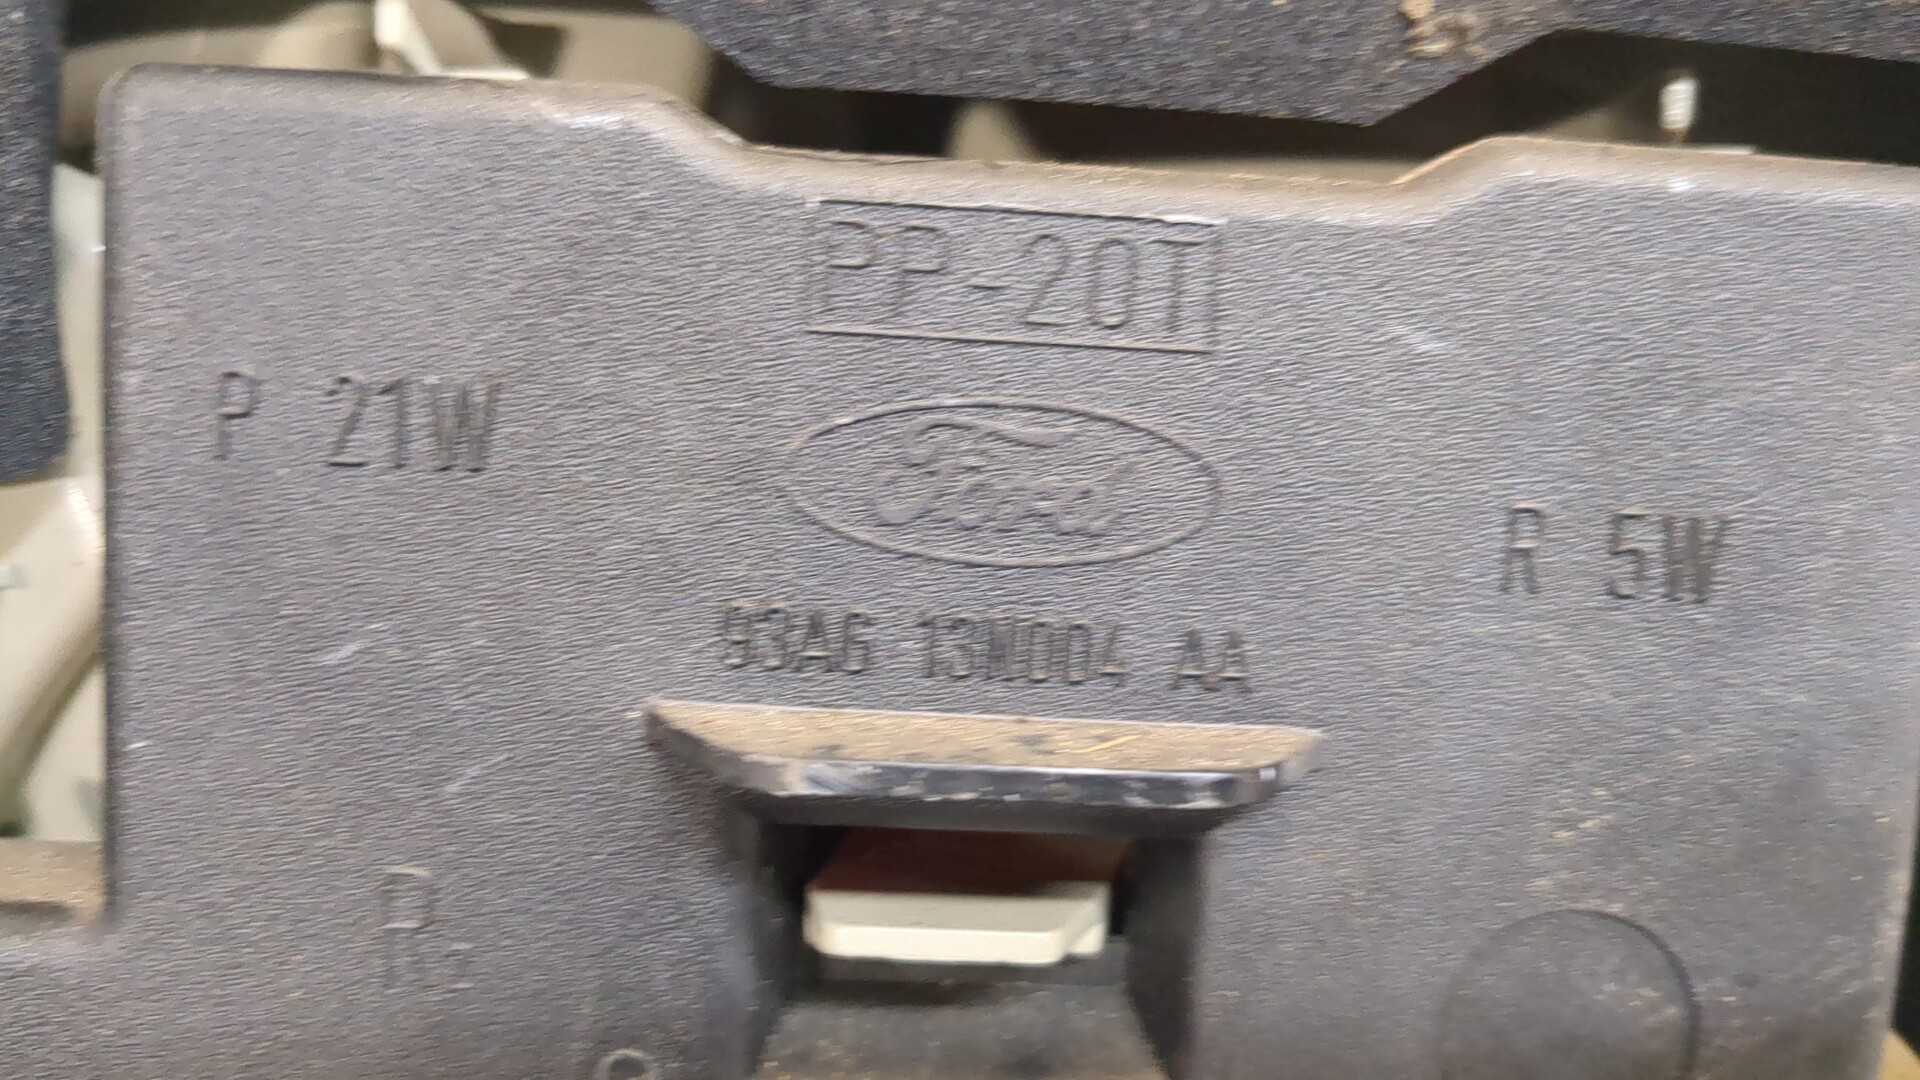 PP-20T
P 21W
Ford
R 5W
93AG 13N004 AA
R